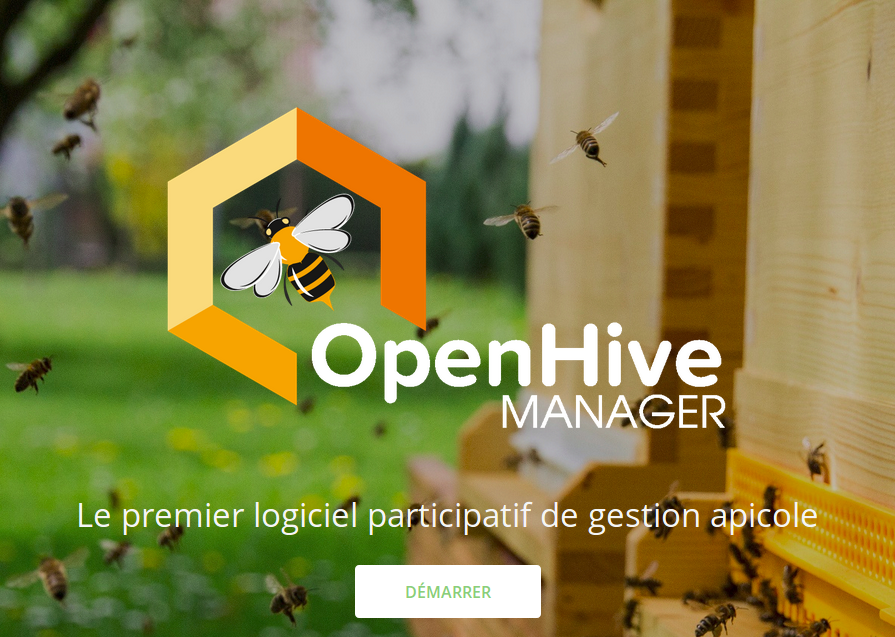 OpenHive
MANAGER
Le premier logiciel participatif de gestion apicole
DÉMARRER